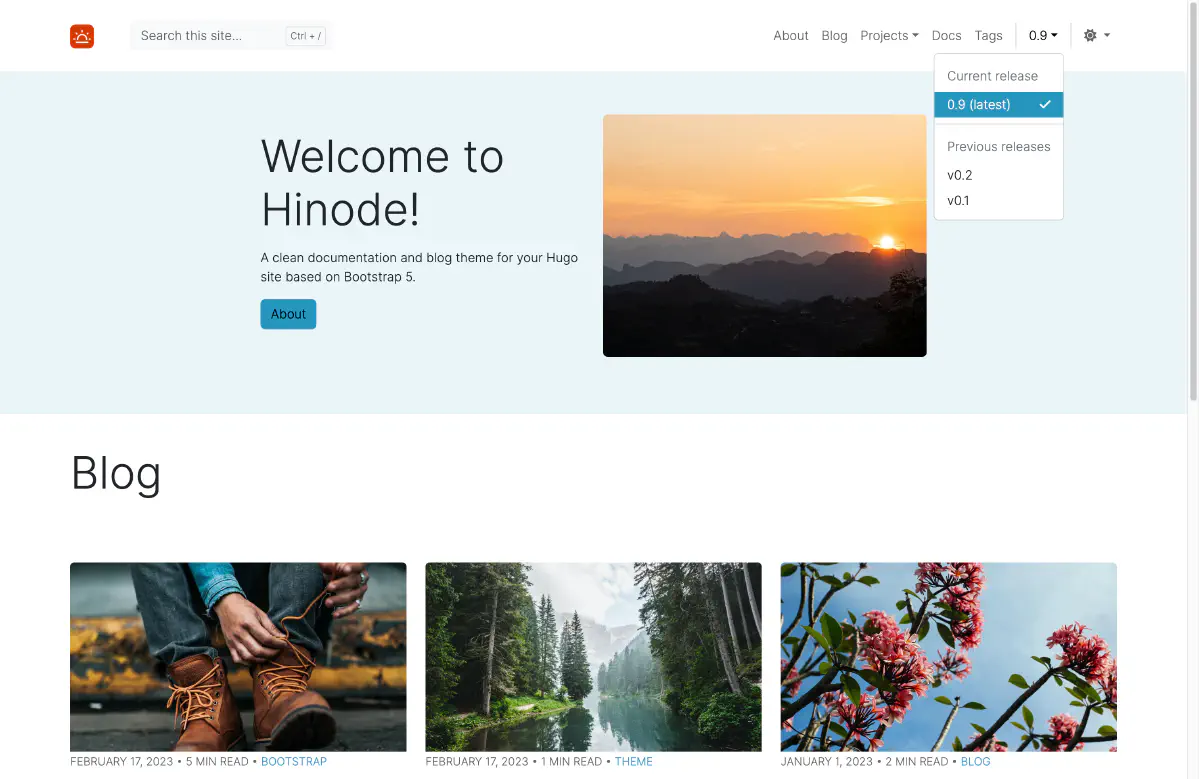 Search this site... Ctrl + / About Blog Projects Docs Tags 0.9
Current release
0.9 (latest)
Previous releases
v0.2
v0.1
Welcome to
Hinode!
A clean documentation and blog theme for your Hugo
site based on Bootstrap 5.
About
Blog
FEBRUARY 17, 2023 • 5 MIN READ • BOOTSTRAP
FEBRUARY 17, 2023 • 1 MIN READ • THEME
JANUARY 1, 2023 • 2 MIN READ • BLOG